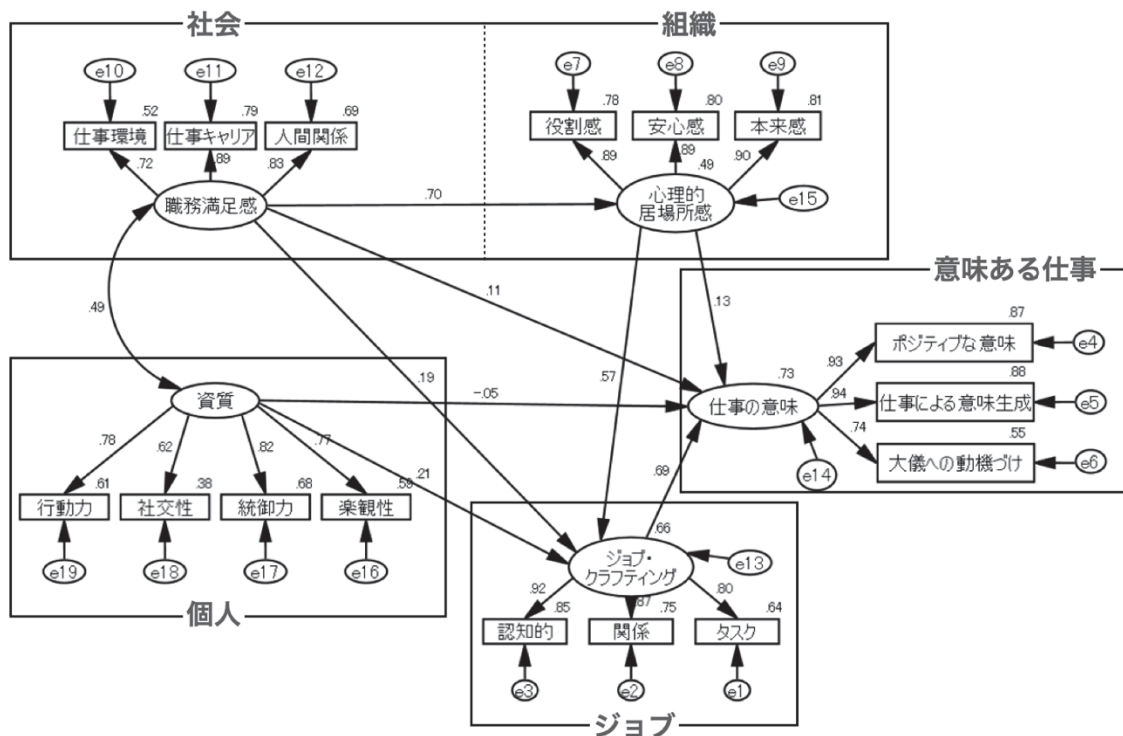 社会
組織
e10
e11
e12
e7
e8
e9
.52
.79
.69
.78
.80
.81
仕事環境
仕事キャリア
人間関係
役割感
安心感
本来感
.72
.89
.83
.89
.89
.90
.49
職務満足感
.70
心理的
居場所感
e15
意味ある仕事
.49
.11
.13
.87
ポジティブな意味
e4
.19
.57
.93
.73
.88
資質
-.05
仕事の意味
.94
仕事による意味生成
e5
.74
.55
大儀への動機づけ
e6
e14
.78
.62
.82
.77
.21
.69
.61
.38
.68
.59
行動力
社交性
統御力
楽観性
e19
e18
e17
e16
個人
.66
ジョブ・
クラフティング
e13
.92
.87
.80
.85
.75
.64
認知的
関係
タスク
e3
e2
e1
ジョブ